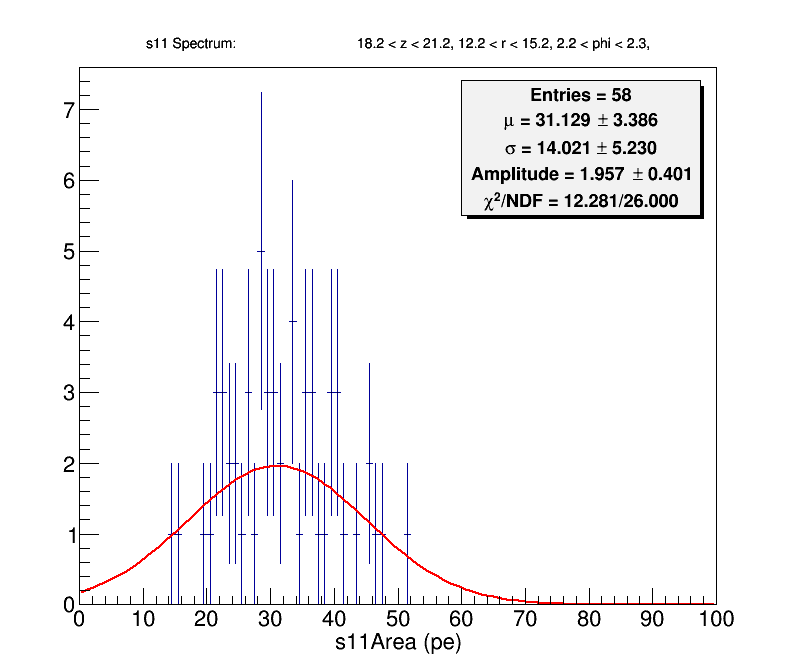 s11 Spectrum: 18.2 < z < 21.2, 12.2 < r < 15.2, 2.2 < phi < 2.3,
Entries = 58
μ = 31.129 ± 3.386
σ = 14.021 ± 5.230
Amplitude = 1.957 ± 0.401
χ²/NDF = 12.281/26.000
7
6
5
4
3
2
1
0
0 10 20 30 40 50 60 70 80 90 100
s11Area (pe)